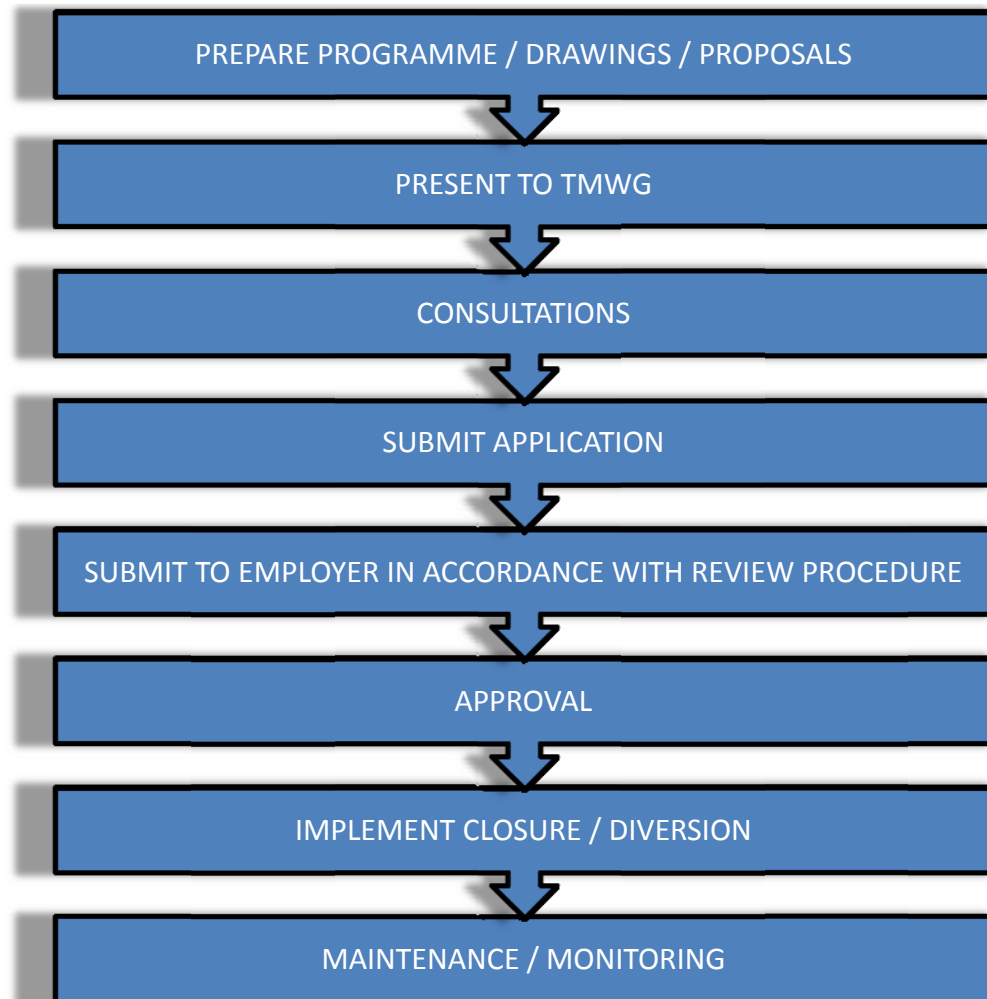 PREPARE PROGRAMME / DRAWINGS / PROPOSALS
PRESENT TO TMWG
CONSULTATIONS
SUBMIT APPLICATION
SUBMIT TO EMPLOYER IN ACCORDANCE WITH REVIEW PROCEDURE
APPROVAL
IMPLEMENT CLOSURE / DIVERSION
MAINTENANCE / MONITORING